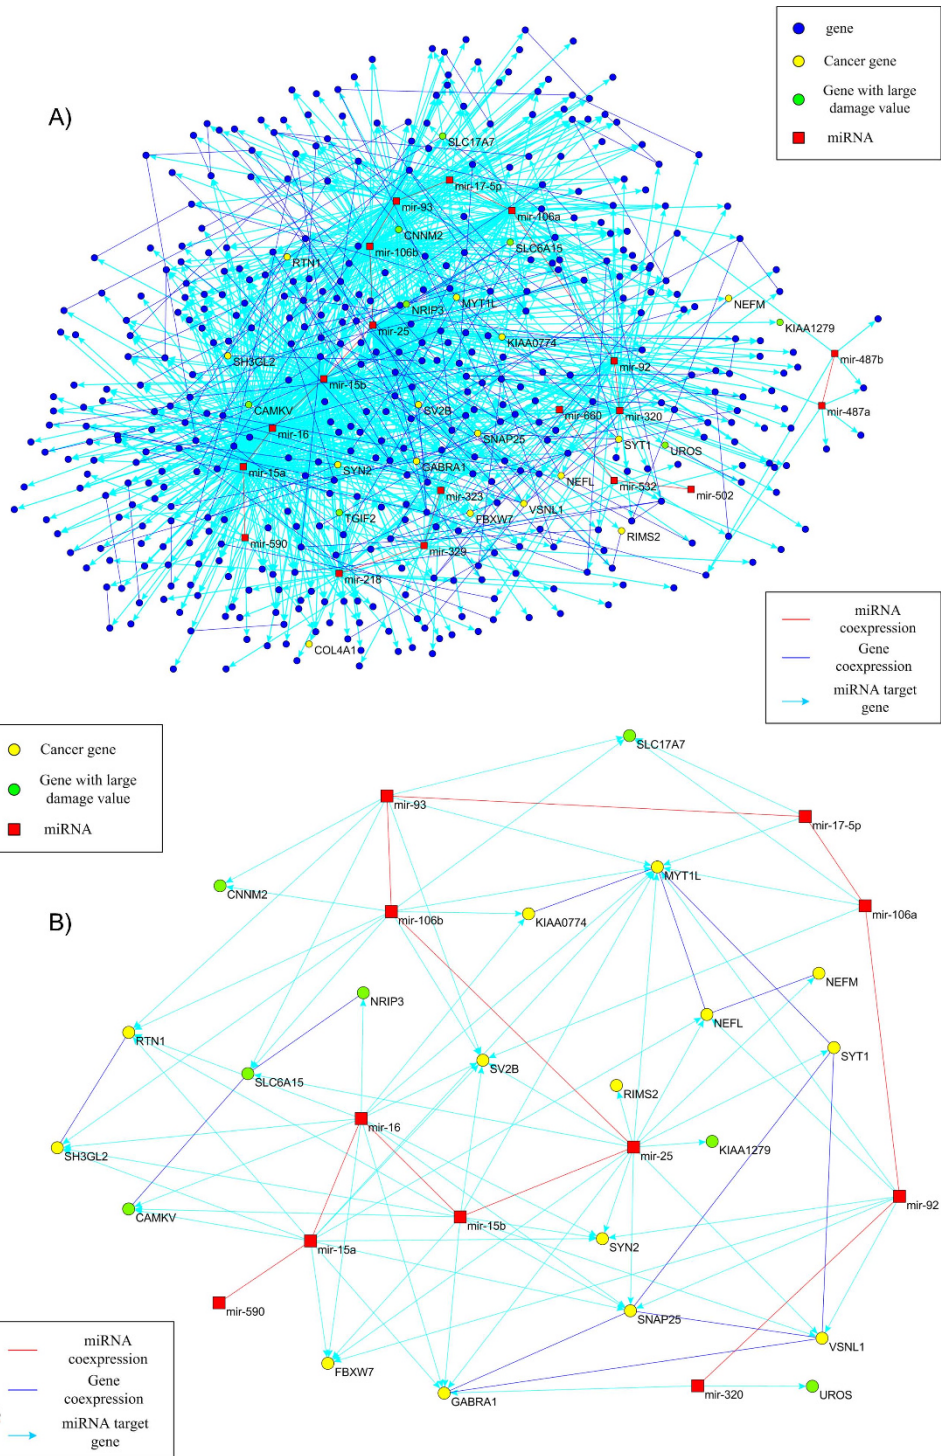 A)
gene
Cancer gene
Gene with large
damage value
miRNA
SLC17A7
mir-17-5p
mir-93
mir-106a
CNNM2
mir-106b
SLC6A15
RTN1
NRIP3
MYT1L
NEFM
mir-25
KIAA1279
KIAA0774
mir-487b
SH3GL2
mir-92
mir-15b
CAMKV
SV2B
mir-660
mir-320
mir-487a
mir-16
SNAP25
SYT1
UROS
mir-15a
SYN2
GABRA1
NEFL
mir-532
mir-323
mir-502
TGIF2
FBXW7
VSNL1
mir-590
mir-329
RIMS2
mir-218
COL4A1
miRNA
coexpression
Gene
coexpression
miRNA target
gene
Cancer gene
Gene with large
damage value
miRNA
B)
SLC17A7
mir-93
mir-17-5p
MYT1L
CNNM2
mir-106b
KIAA0774
mir-106a
NEFM
NRIP3
NEFL
RTN1
SYT1
SV2B
SLC6A15
RIMS2
mir-16
SH3GL2
KIAA1279
mir-25
mir-92
CAMKV
mir-15b
mir-15a
SYN2
mir-590
SNAP25
VSNL1
FBXW7
GABRA1
mir-320
UROS
miRNA
coexpression
Gene
coexpression
miRNA target
gene